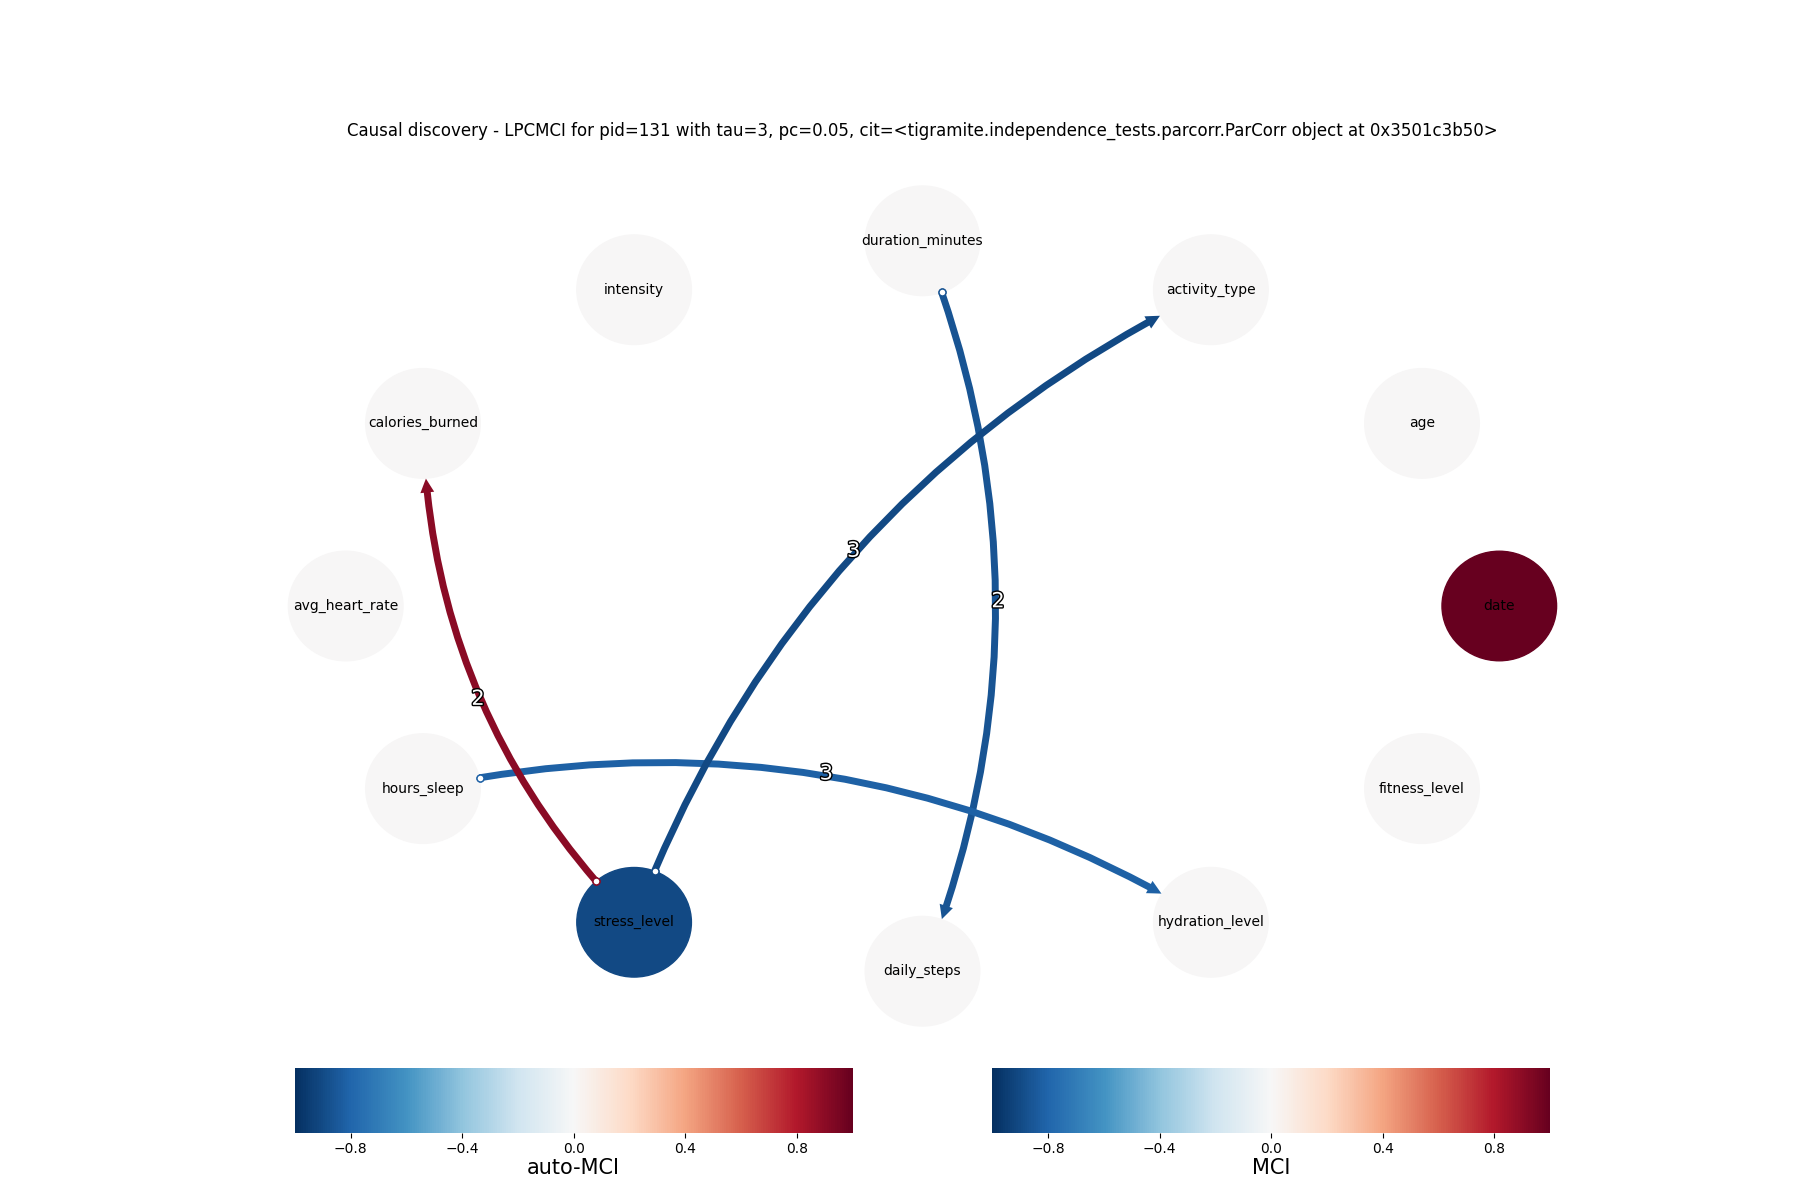 Causal discovery - LPCMCI for pid=131 with tau=3, pc=0.05, cit=<tigramite.independence_tests.parcorr.ParCorr object at 0x3501c3b50>
duration_minutes
intensity
activity_type
calories_burned
age
3
2
avg_heart_rate
date
2
3
hours_sleep
fitness_level
stress_level
hydration_level
daily_steps
−0.8 −0.4 0.0 0.4 0.8
auto-MCI
−0.8 −0.4 0.0 0.4 0.8
MCI